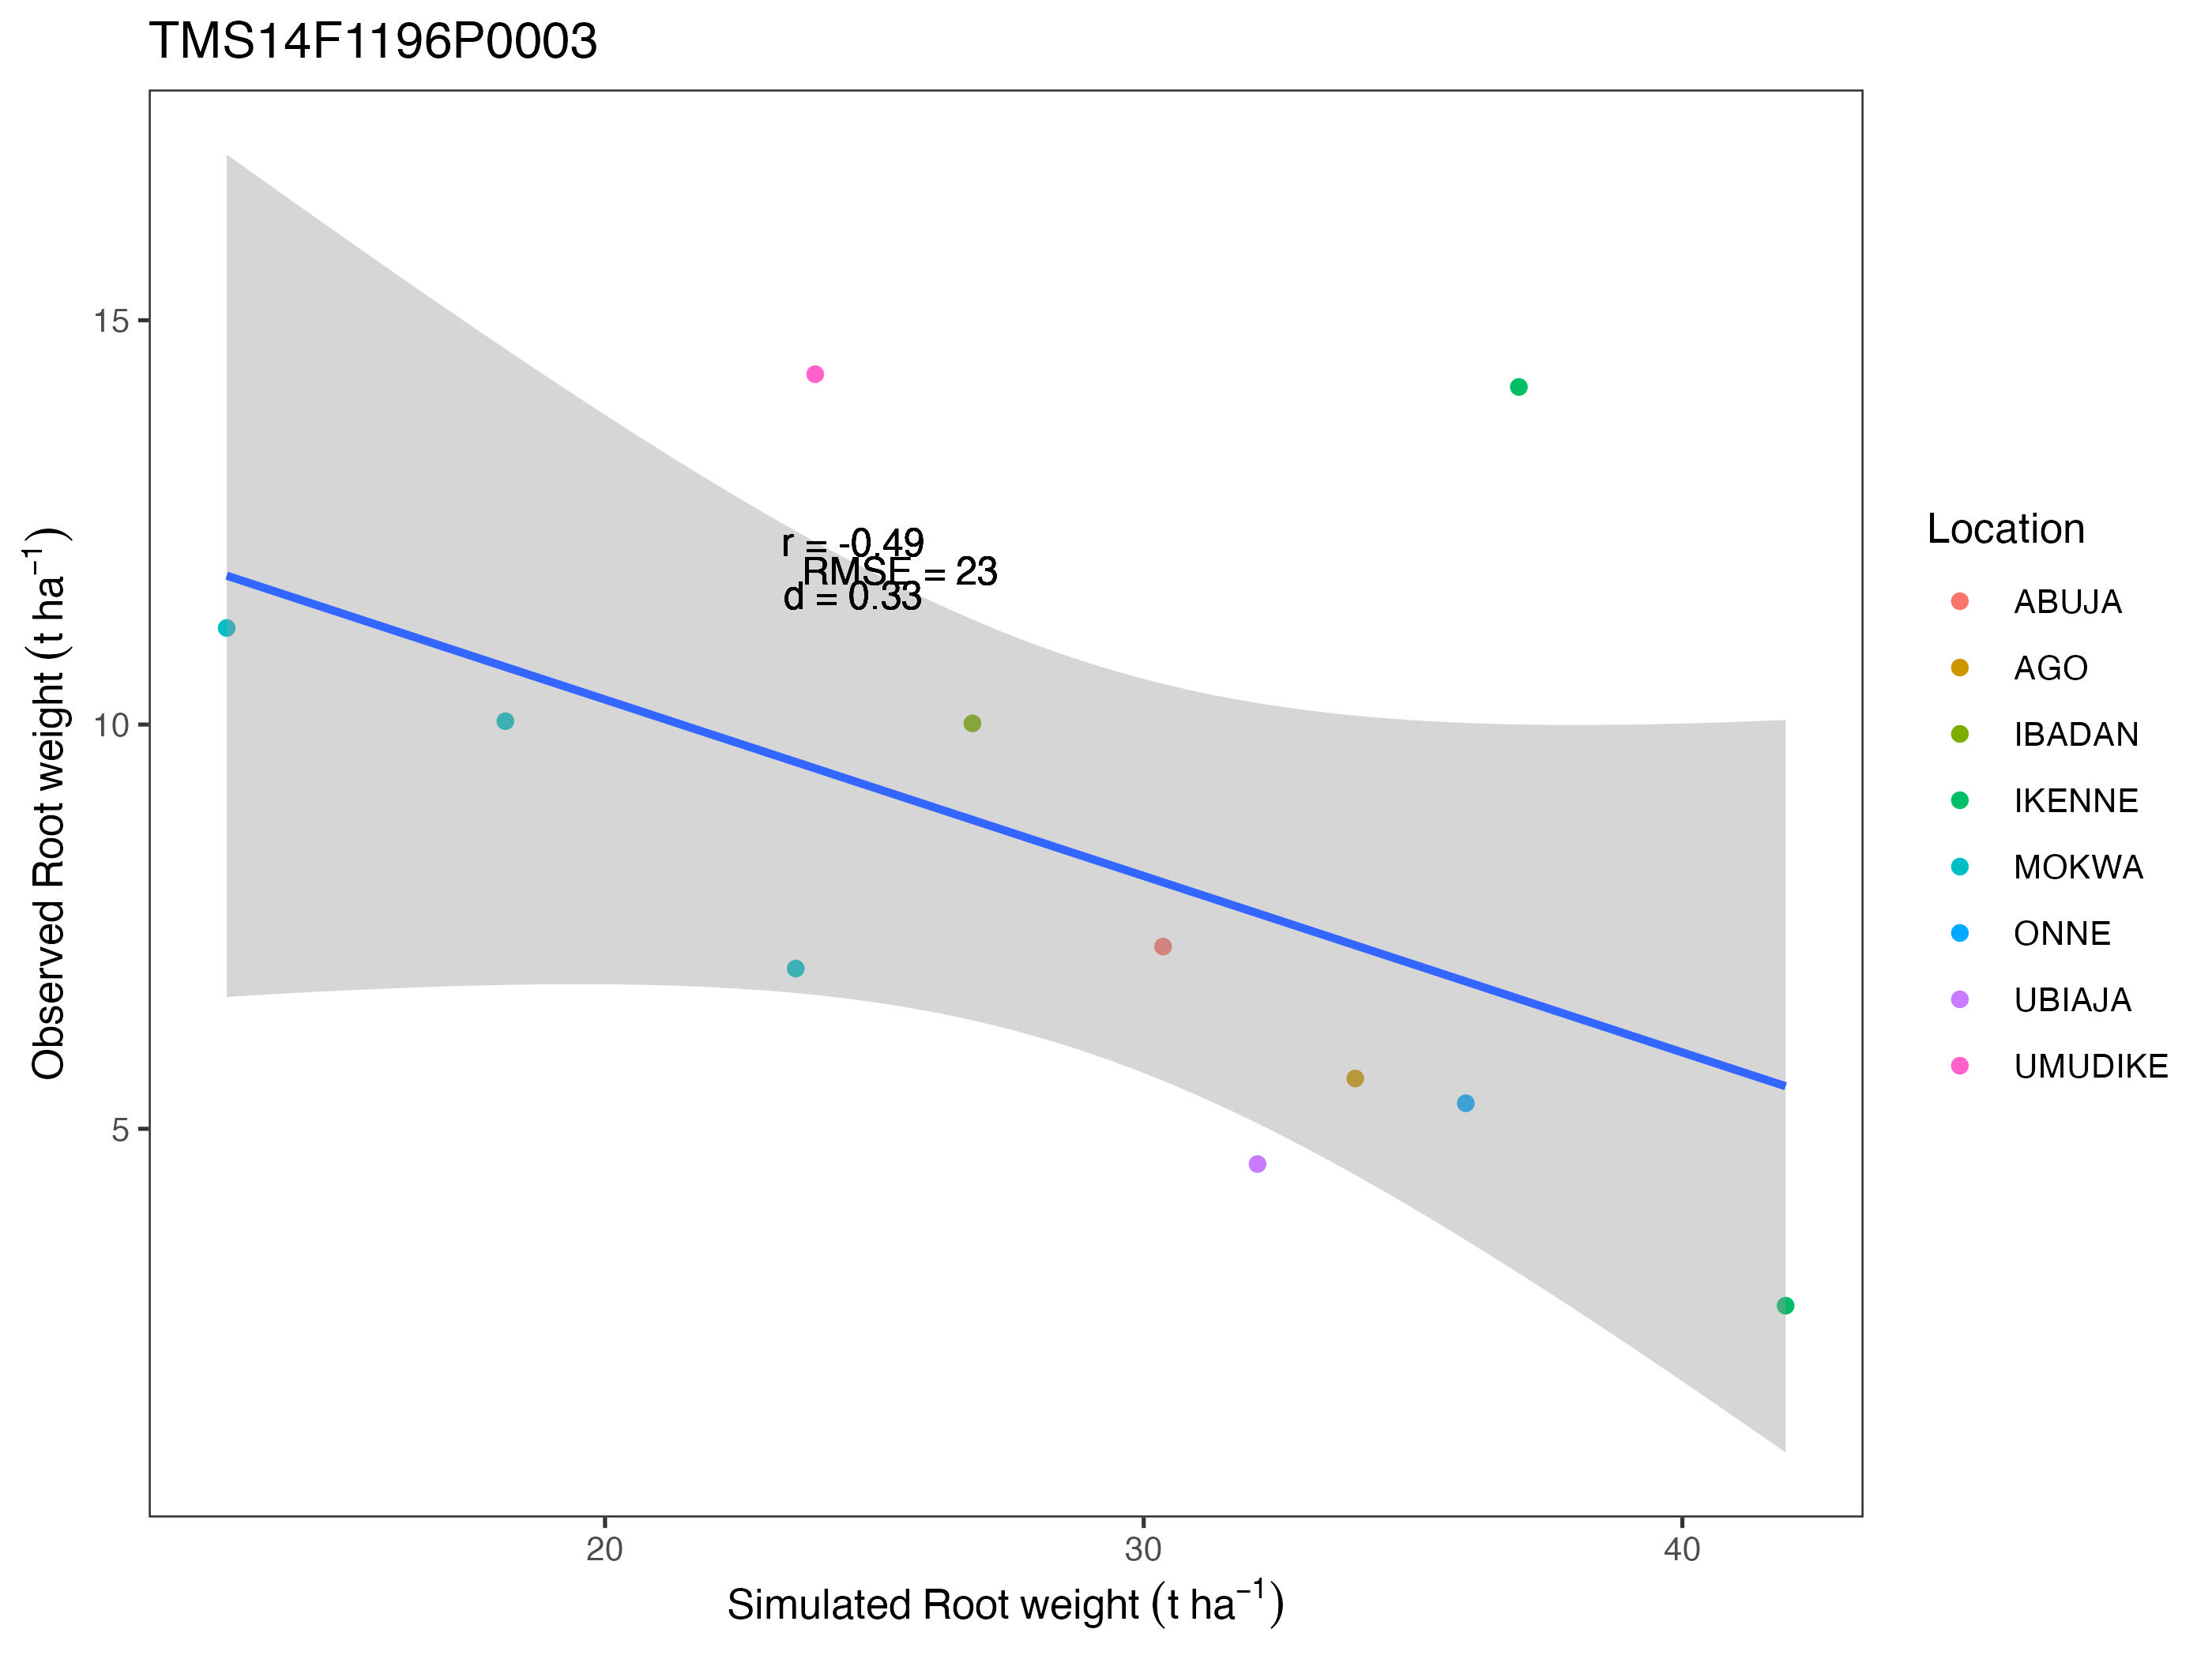 TMS14F1196P0003
Observed Root weight (t ha⁻¹)
15
10
5
r = -0.49
RMSE = 23
d = 0.33
20
30
40
Simulated Root weight (t ha⁻¹)
Location
ABUJA
AGO
IBADAN
IKENNE
MOKWA
ONNE
UBIAJA
UMUDIKE